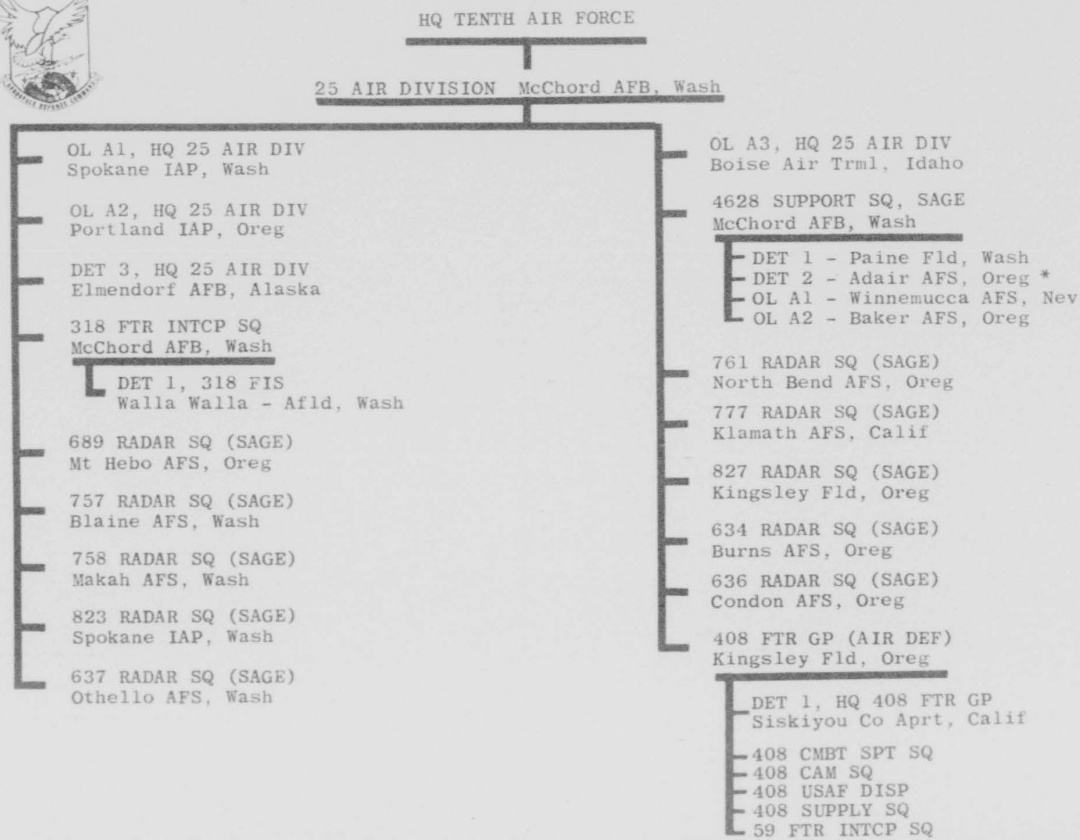 HQ TENTH AIR FORCE
25 AIR DIVISION McChord AFB, Wash
OL A1, HQ 25 AIR DIV
Spokane IAP, Wash
OL A2, HQ 25 AIR DIV
Portland IAP, Oreg
DET 3, HQ 25 AIR DIV
Elmendorf AFB, Alaska
318 FTR INTCP SQ
McChord AFB, Wash
DET 1, 318 FIS
Walla Walla - Afld, Wash
689 RADAR SQ (SAGE)
Mt Hebo AFS, Oreg
757 RADAR SQ (SAGE)
Blaine AFS, Wash
758 RADAR SQ (SAGE)
Makah AFS, Wash
823 RADAR SQ (SAGE)
Spokane IAP, Wash
637 RADAR SQ (SAGE)
Othello AFS, Wash
OL A3, HQ 25 AIR DIV
Boise Air Trml, Idaho
4628 SUPPORT SQ, SAGE
McChord AFB, Wash
DET 1 - Paine Fld, Wash
DET 2 - Adair AFS, Oreg *
OL A1 - Winnemucca AFS, Nev
OL A2 - Baker AFS, Oreg
761 RADAR SQ (SAGE)
North Bend AFS, Oreg
777 RADAR SQ (SAGE)
Klamath AFS, Calif
827 RADAR SQ (SAGE)
Kingsley Fld, Oreg
634 RADAR SQ (SAGE)
Burns AFS, Oreg
636 RADAR SQ (SAGE)
Condon AFS, Oreg
408 FTR GP (AIR DEF)
Kingsley Fld, Oreg
DET 1, HQ 408 FTR GP
Siskiyou Co Aprt, Calif
408 CMBT SPT SQ
408 CAM SQ
408 USAF DISP
408 SUPPLY SQ
59 FTR INTCP SQ